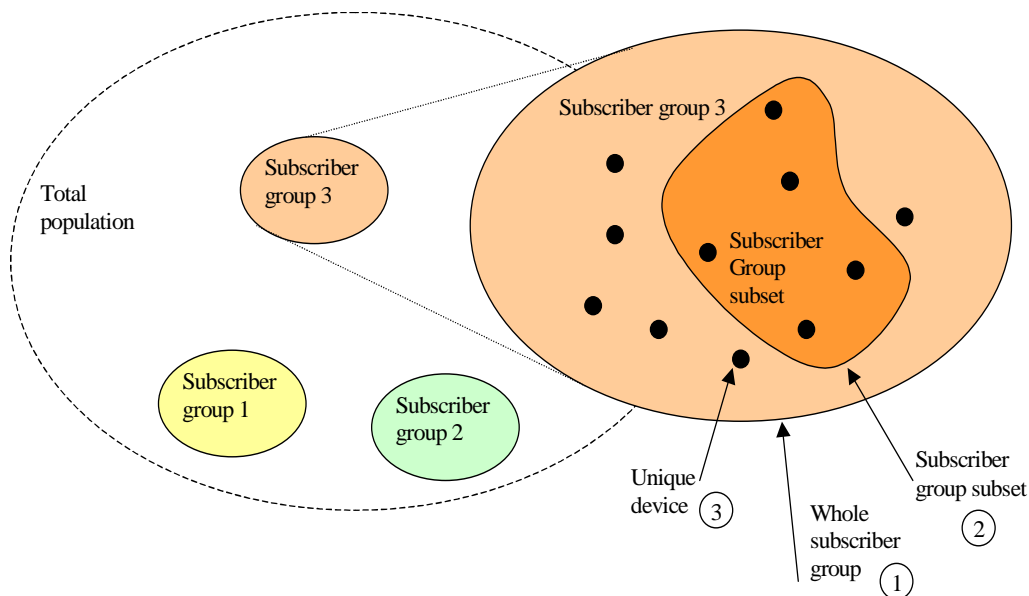 Total
population
Subscriber
group 3
Subscriber group 3
Subscriber
Group
subset
Subscriber
group 1
Subscriber
group 2
Unique
device 3
Whole
subscriber
group 1
Subscriber
group subset
2